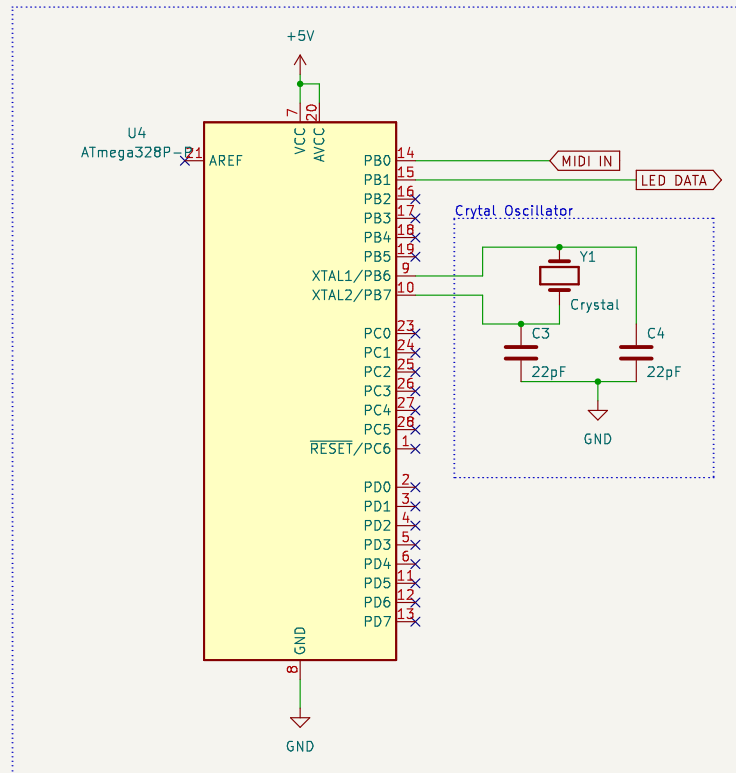 +5V
7
20
U4
ATmega328P-P
21
AREF
VCC
AVCC
PB0
14
MIDI IN
PB1
15
LED DATA
PB2
16
PB3
17
PB4
18
PB5
19
Crytal Oscillator
XTAL1/PB6
9
XTAL2/PB7
10
Y1
Crystal
C3
22pF
C4
22pF
GND
PC0
23
PC1
24
PC2
25
PC3
26
PC4
27
PC5
28
RESET/PC6
1
PD0
2
PD1
3
PD2
4
PD3
5
PD4
6
PD5
11
PD6
12
PD7
13
GND
8
GND